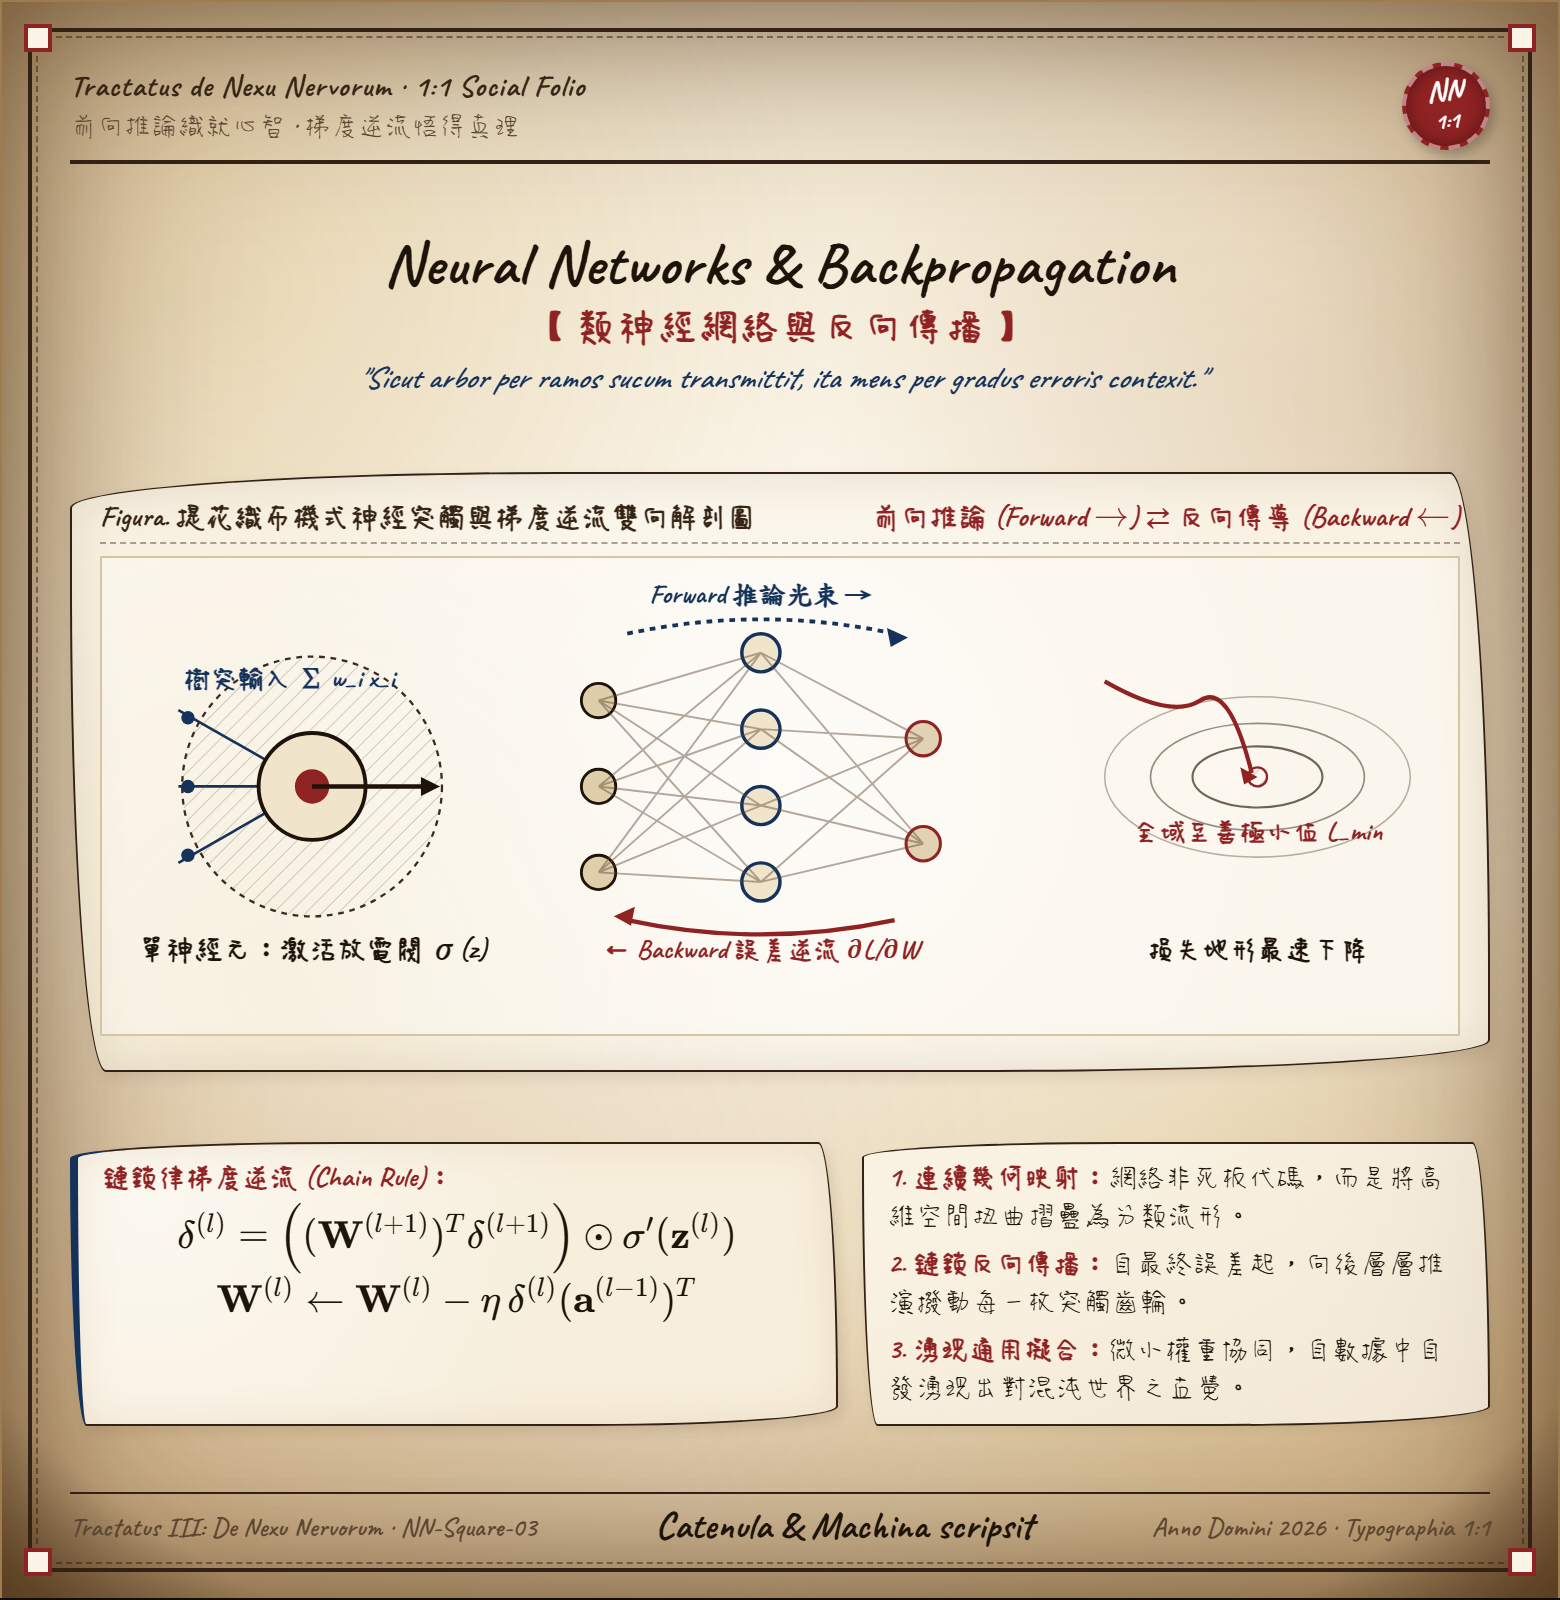 Tractatus de Nexu Nervorum · 1:1 Social Folio
前向推論織就心智 · 梯度逆流悟得真理
NN
1:1
Neural Networks & Backpropagation
【 類神經網絡與反向傳播 】
"Sicut arbor per ramos sucum transmittit, ita mens per gradus erroris contexit."
Figura. 提花織布機式神經突觸與梯度逆流雙向解剖圖
前向推論 (Forward ⟶) ⇄ 反向傳導 (Backward ⟵)
Forward 推論光束 →
樹突輸入 Σ w_i x_i
全域至善極小值 L_min
單神經元：激活放電閥 σ(z)
← Backward 誤差逆流 ∂L/∂W
損失地形最速下降
鏈鎖律梯度逆流 (Chain Rule)：
δ^(l) = ((W^(l+1))^T δ^(l+1)) ⊙ σ′(z^(l))
W^(l) ← W^(l) − η δ^(l)(a^(l−1))^T
1. 連續幾何映射：網絡非死板代碼，而是將高
維空間扭曲摺疊為分類流形。
2. 鏈鎖反向傳播：自最終誤差起，向後層層推
演撥動每一枚突觸齒輪。
3. 湧現通用擬合：微小權重協同，自數據中自
發湧現出對混沌世界之直覺。
Tractatus III: De Nexu Nervorum · NN-Square-03
Catenula & Machina scripsit
Anno Domini 2026 · Typographia 1:1